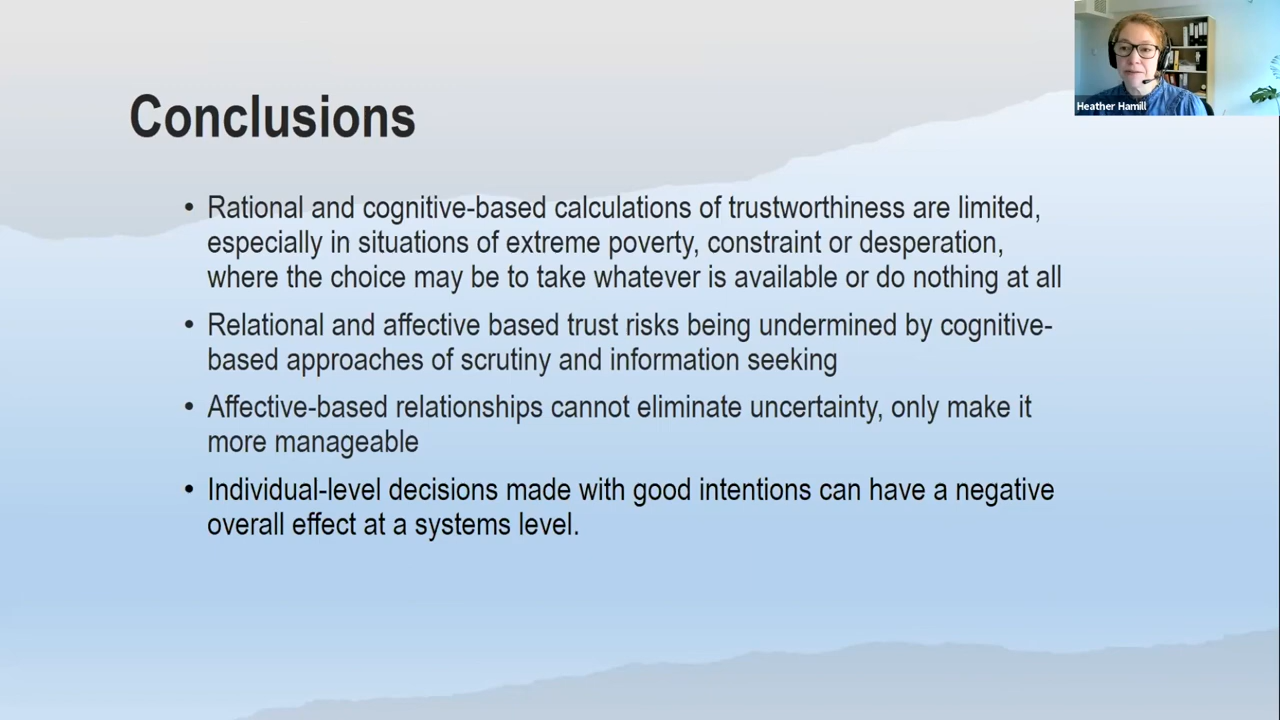 Heather Hamill
Conclusions
• Rational and cognitive-based calculations of trustworthiness are limited,
especially in situations of extreme poverty, constraint or desperation,
where the choice may be to take whatever is available or do nothing at all
• Relational and affective based trust risks being undermined by cognitive-
based approaches of scrutiny and information seeking
• Affective-based relationships cannot eliminate uncertainty, only make it
more manageable
• Individual-level decisions made with good intentions can have a negative
overall effect at a systems level.